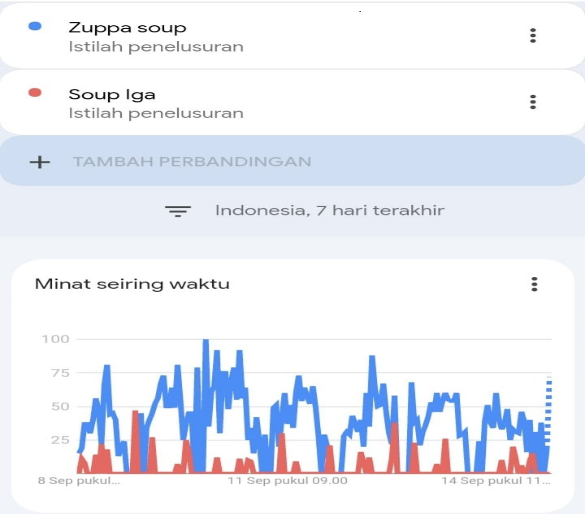 Zuppa soup
Istilah penelusuran
Soup Iga
Istilah penelusuran
TAMBAH PERBANDINGAN
Indonesia, 7 hari terakhir
Minat seiring waktu
100
75
50
25
8 Sep pukul... 11 Sep pukul 09.00 14 Sep pukul 11...